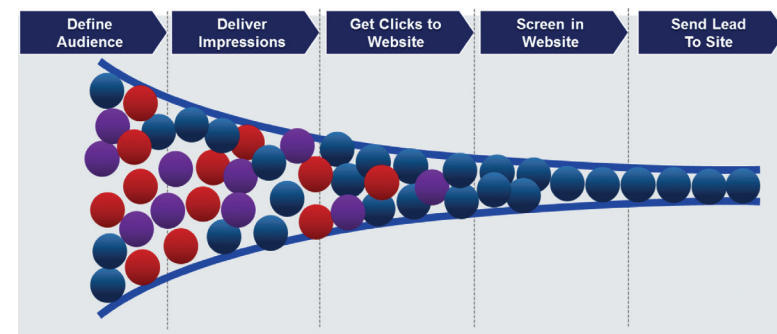 Define
Audience
Deliver
Impressions
Get Clicks to
Website
Screen in
Website
Send Lead
To Site